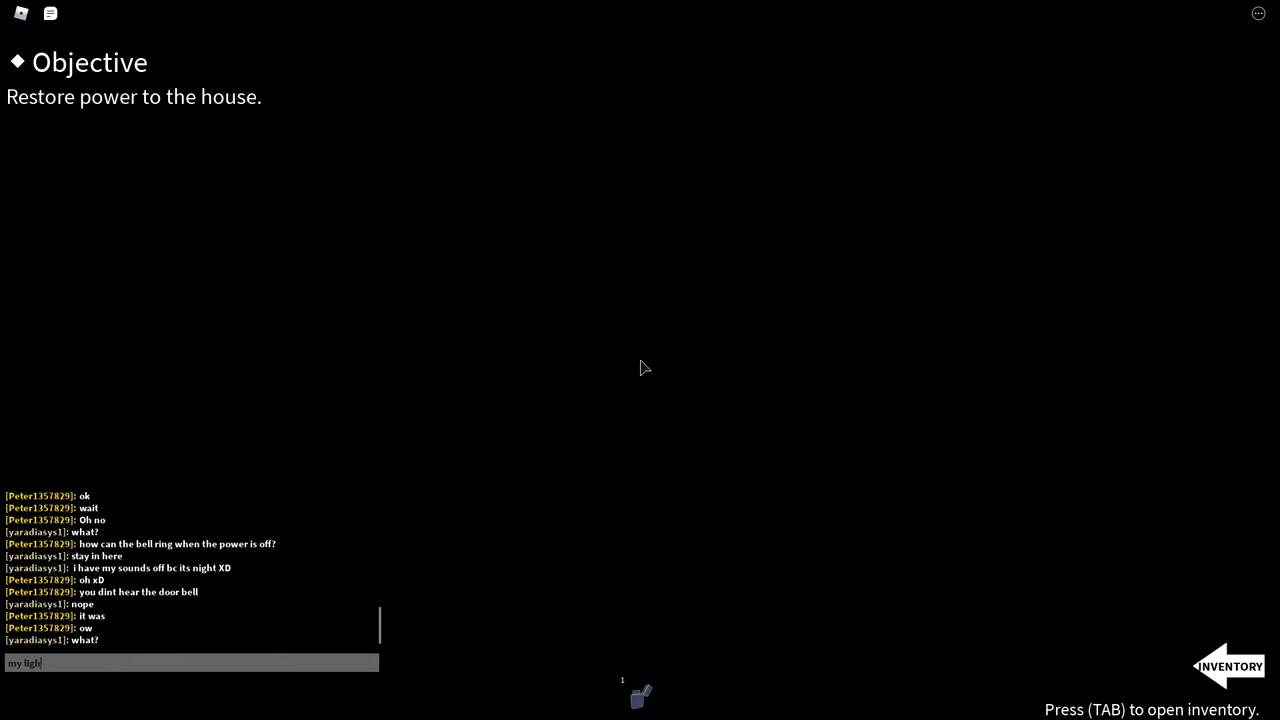 Objective
Restore power to the house.
[Peter1357829]: ok
[Peter1357829]: wait
[Peter1357829]: Oh no
[yaradiasys1]: what?
[Peter1357829]: how can the bell ring when the power is off?
[yaradiasys1]: stay in here
[yaradiasys1]: i have my sounds off bc its night XD
[Peter1357829]: oh xD
[Peter1357829]: you dint hear the door bell
[yaradiasys1]: nope
[Peter1357829]: it was
[Peter1357829]: ow
[yaradiasys1]: what?
my ligh
1
INVENTORY
Press (TAB) to open inventory.